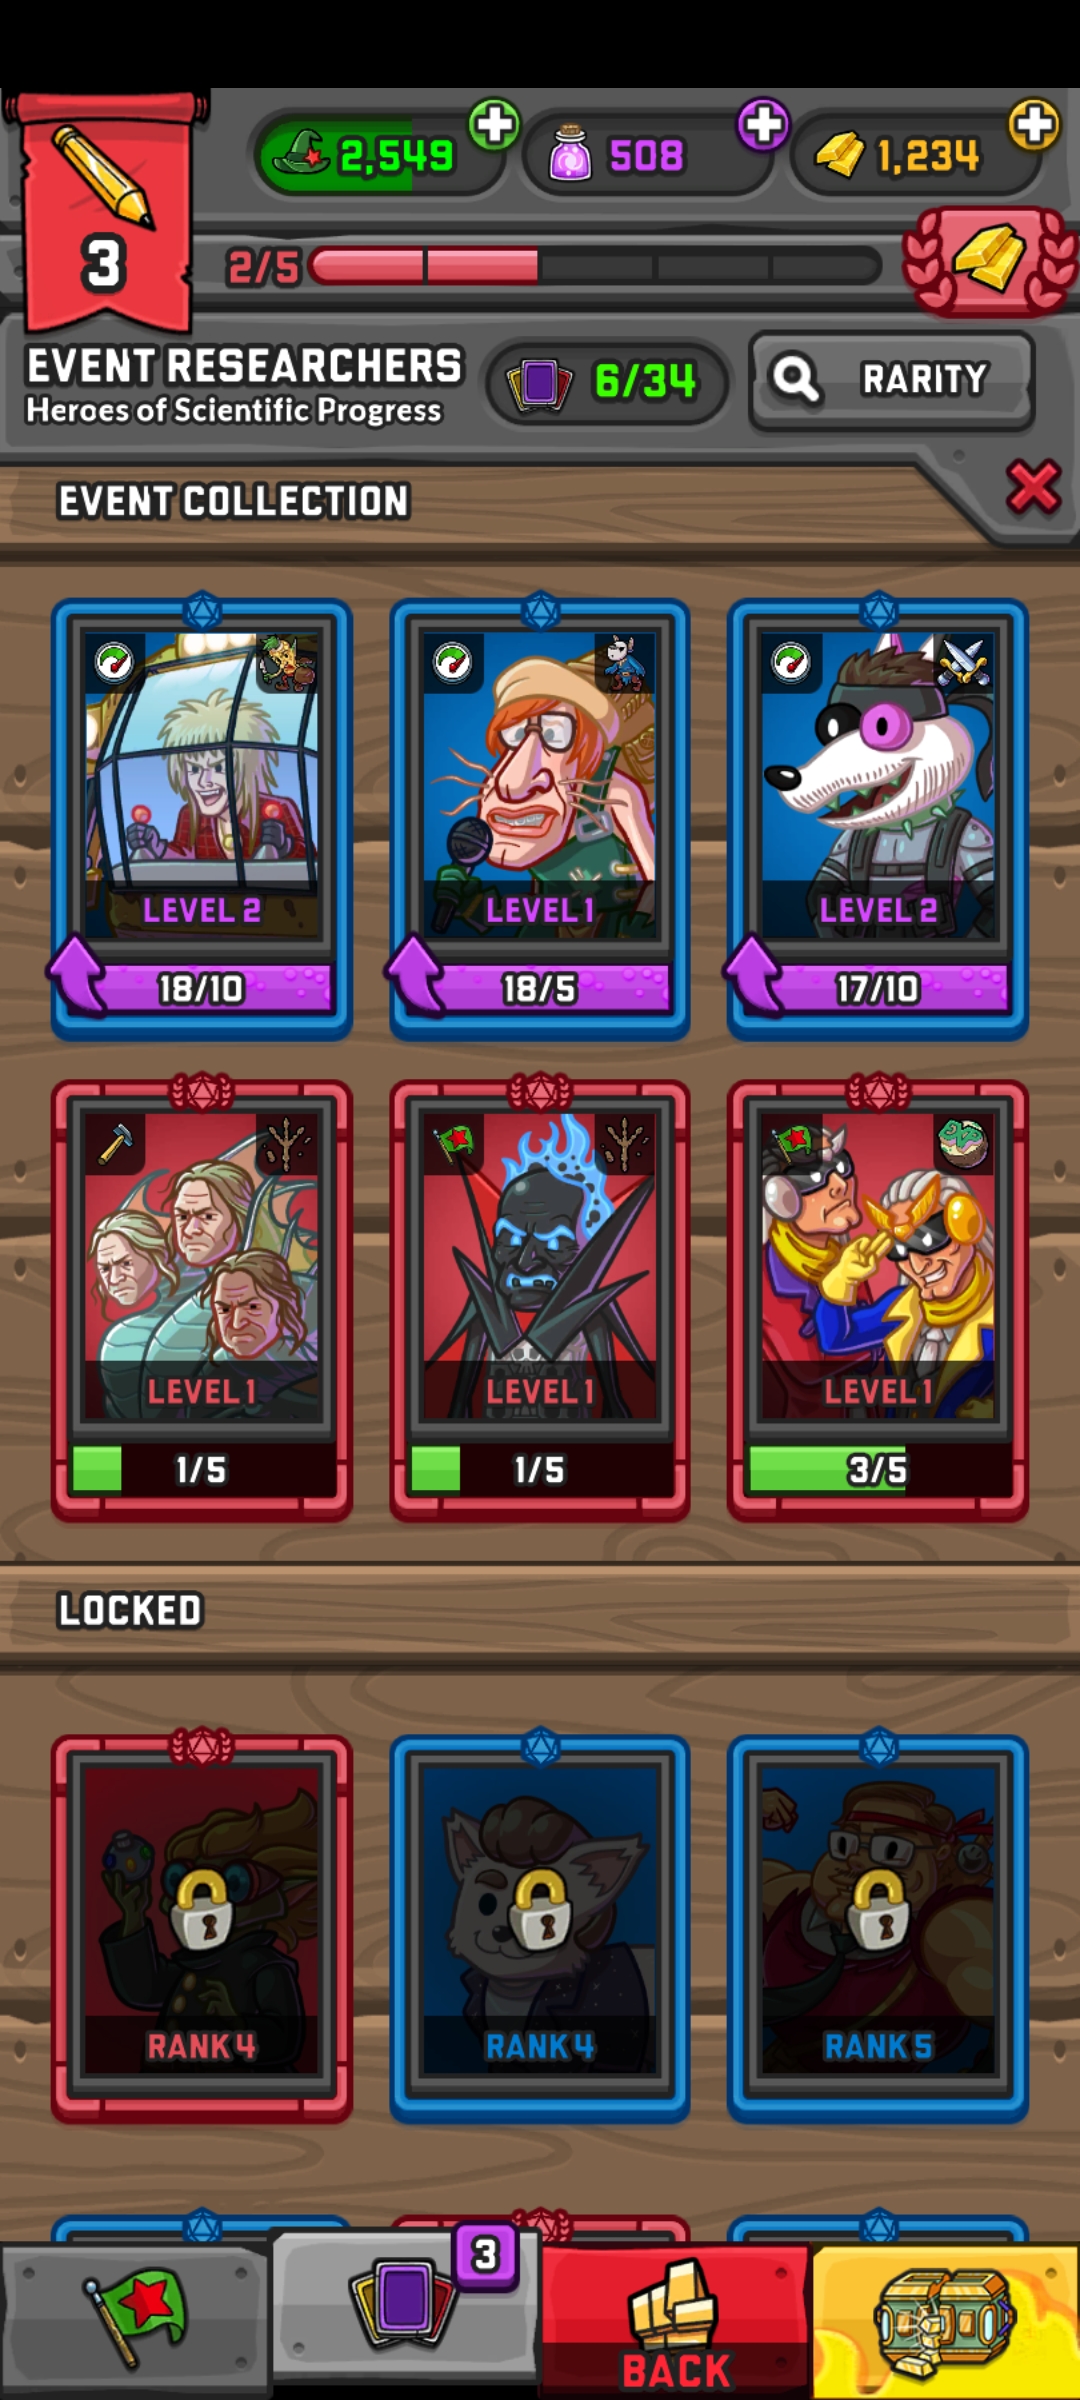 2,549
508
1,234
3
2/5
EVENT RESEARCHERS
Heroes of Scientific Progress
6/34
RARITY
EVENT COLLECTION
LEVEL 2
LEVEL 1
LEVEL 2
18/10
18/5
17/10
EXP
LEVEL 1
LEVEL 1
LEVEL 1
1/5
1/5
3/5
LOCKED
RANK 4
RANK 4
RANK 5
3
BACK